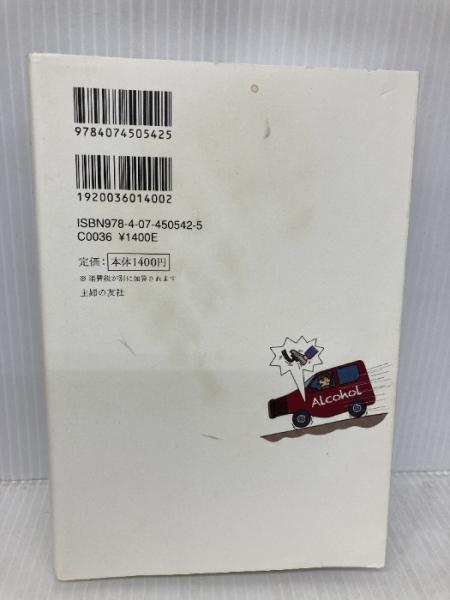 9784074505425
1920036014002
ISBN978-4-07-450542-5
C0036 ¥1400E
定価：本体1400円
※ 消費税が別に加算されます
主婦の友社
Alcohol